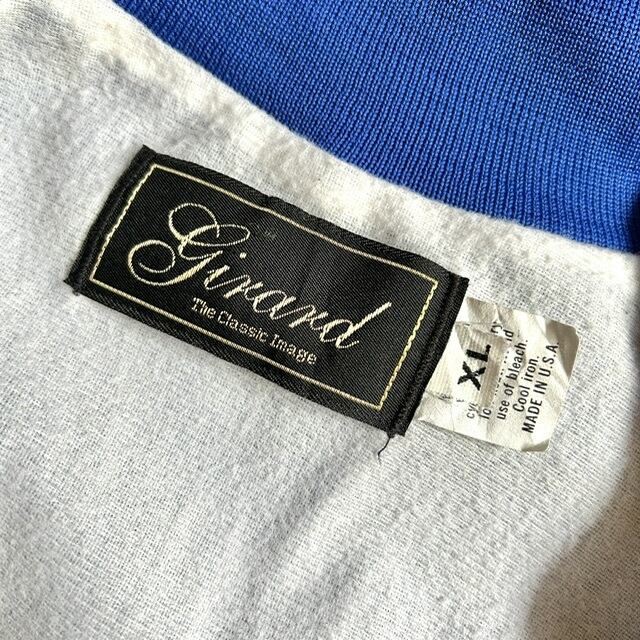 Girard
The Classic Image
XL
use of bleach.
Cool iron.
MADE IN U.S.A.